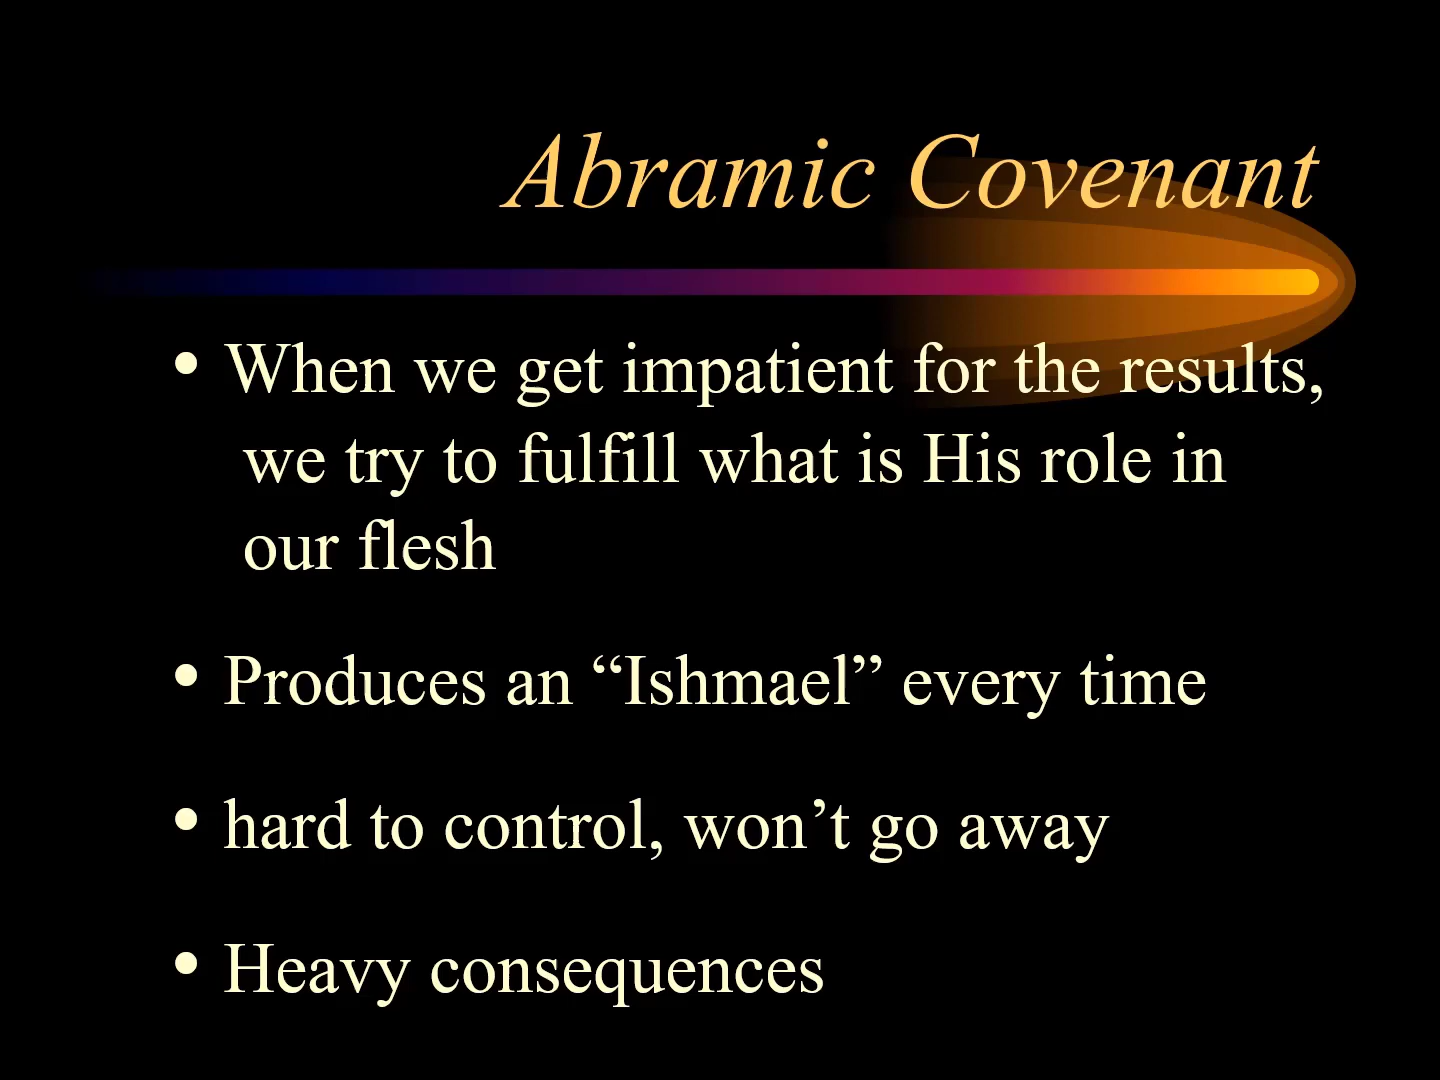 Abramic Covenant
• When we get impatient for the results,
we try to fulfill what is His role in
our flesh
• Produces an “Ishmael” every time
• hard to control, won’t go away
• Heavy consequences